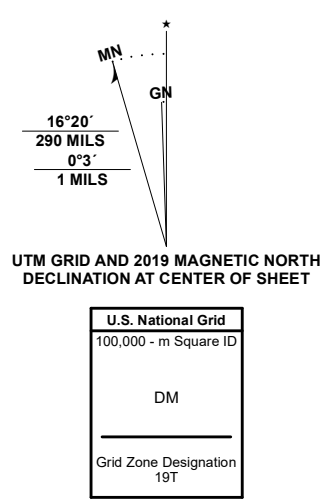 ★
MN
GN
16°20´
290 MILS
0°3´
1 MILS
UTM GRID AND 2019 MAGNETIC NORTH
DECLINATION AT CENTER OF SHEET
U.S. National Grid
100,000 - m Square ID
DM
Grid Zone Designation
19T